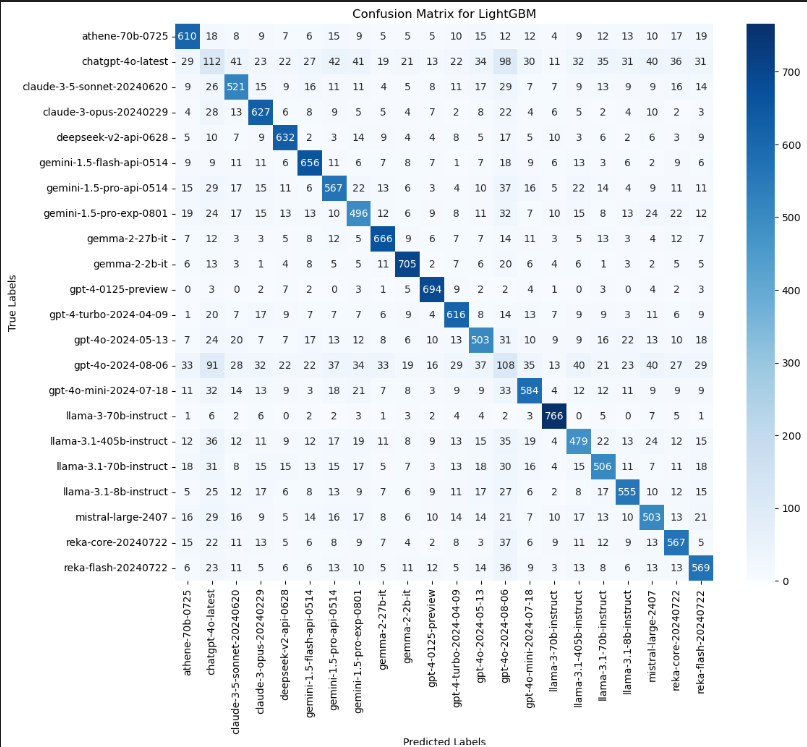 Confusion Matrix for LightGBM
athene-70b-0725 610 18 8 9 7 6 15 9 5 5 5 10 15 12 12 4 9 12 13 10 17 19
chatgpt-4o-latest 29 112 41 23 22 27 42 41 19 21 13 22 34 98 30 11 32 35 31 40 36 31
claude-3-5-sonnet-20240620 9 26 521 15 9 16 11 11 4 5 8 11 17 29 7 7 9 13 9 9 16 14
claude-3-opnet-20240229 4 28 13 627 6 8 9 5 5 4 7 2 8 22 4 6 5 2 4 10 2 3
deepseek-v2-api-0628 5 10 7 9 632 2 3 14 9 4 4 8 5 17 5 10 3 6 9 6 3 9
gemini-1.5-flash-api-0514 9 9 11 11 6 656 11 6 7 8 7 1 7 18 9 6 13 3 6 2 9 6
gemini-1.5-pro-api-0514 15 29 17 15 11 6 567 22 13 6 3 4 10 37 16 5 22 14 4 9 11 11
gemini-1.5-pro-exp-0801 19 24 17 15 13 13 10 496 12 6 9 8 11 32 7 10 15 8 13 24 22 12
gemma-2-27b-it 7 12 3 3 5 8 12 5 666 9 6 7 7 14 11 3 5 13 3 4 12 7
gemma-2-2b-it 6 13 3 1 4 8 5 5 11 705 2 7 6 20 6 4 6 1 3 2 5 5
gpt-4-0125-preview 0 3 0 2 7 2 0 3 1 5 694 9 2 2 4 1 0 3 0 4 2 3
gpt-4-turbo-2024-04-09 1 20 7 17 9 7 7 7 6 9 4 616 8 14 13 7 9 9 3 11 6 9
gpt-4o-2024-05-13 7 24 20 7 7 17 13 12 8 6 10 13 503 31 10 9 9 16 22 13 10 18
gpt-4o-2024-08-06 33 91 28 32 22 22 37 34 33 19 16 29 37 108 35 13 40 21 23 40 27 29
gpt-4o-mini-2024-07-18 11 32 14 13 9 3 18 21 7 8 3 9 9 33 584 4 12 12 11 9 9 9
llama-3-70b-instruct 1 6 2 6 0 2 2 3 1 3 2 4 4 2 3 766 0 5 0 7 5 1
llama-3.1-405b-instruct 12 36 12 11 9 12 17 19 11 8 9 13 15 35 19 4 479 22 13 24 12 15
llama-3.1-70b-instruct 18 31 8 15 15 13 15 17 5 7 3 13 18 30 16 4 15 506 11 7 11 18
llama-3.1-8b-instruct 5 25 12 17 6 8 13 9 7 6 9 11 17 27 6 2 8 17 555 10 12 15
mistral-large-2407 16 29 16 9 5 14 16 17 8 6 10 14 14 21 7 10 17 13 10 503 13 21
reka-core-20240722 15 22 11 13 5 6 8 9 7 4 2 8 3 37 6 9 11 12 9 13 567 5
reka-flash-20240722 6 23 11 5 6 6 13 10 5 11 12 5 14 36 9 3 13 8 6 13 13 569
True Labels
athene-70b-0725
chatgpt-4o-latest
claude-3-5-sonnet-20240620
claude-3-opus-20240229
deepseek-v2-api-0628
gemini-1.5-flash-api-0514
gemini-1.5-pro-api-0514
gemini-1.5-pro-exp-0801
gemma-2-27b-it
gemma-2-2b-it
gpt-4-0125-preview
gpt-4-turbo-2024-04-09
gpt-4o-2024-05-13
gpt-4o-2024-08-06
gpt-4o-mini-2024-07-18
llama-3-70b-instruct
llama-3.1-405b-instruct
llama-3.1-70b-instruct
llama-3.1-8b-instruct
mistral-large-2407
reka-core-20240722
reka-flash-20240722
Predicted Labels
700
600
500
400
300
200
100
0